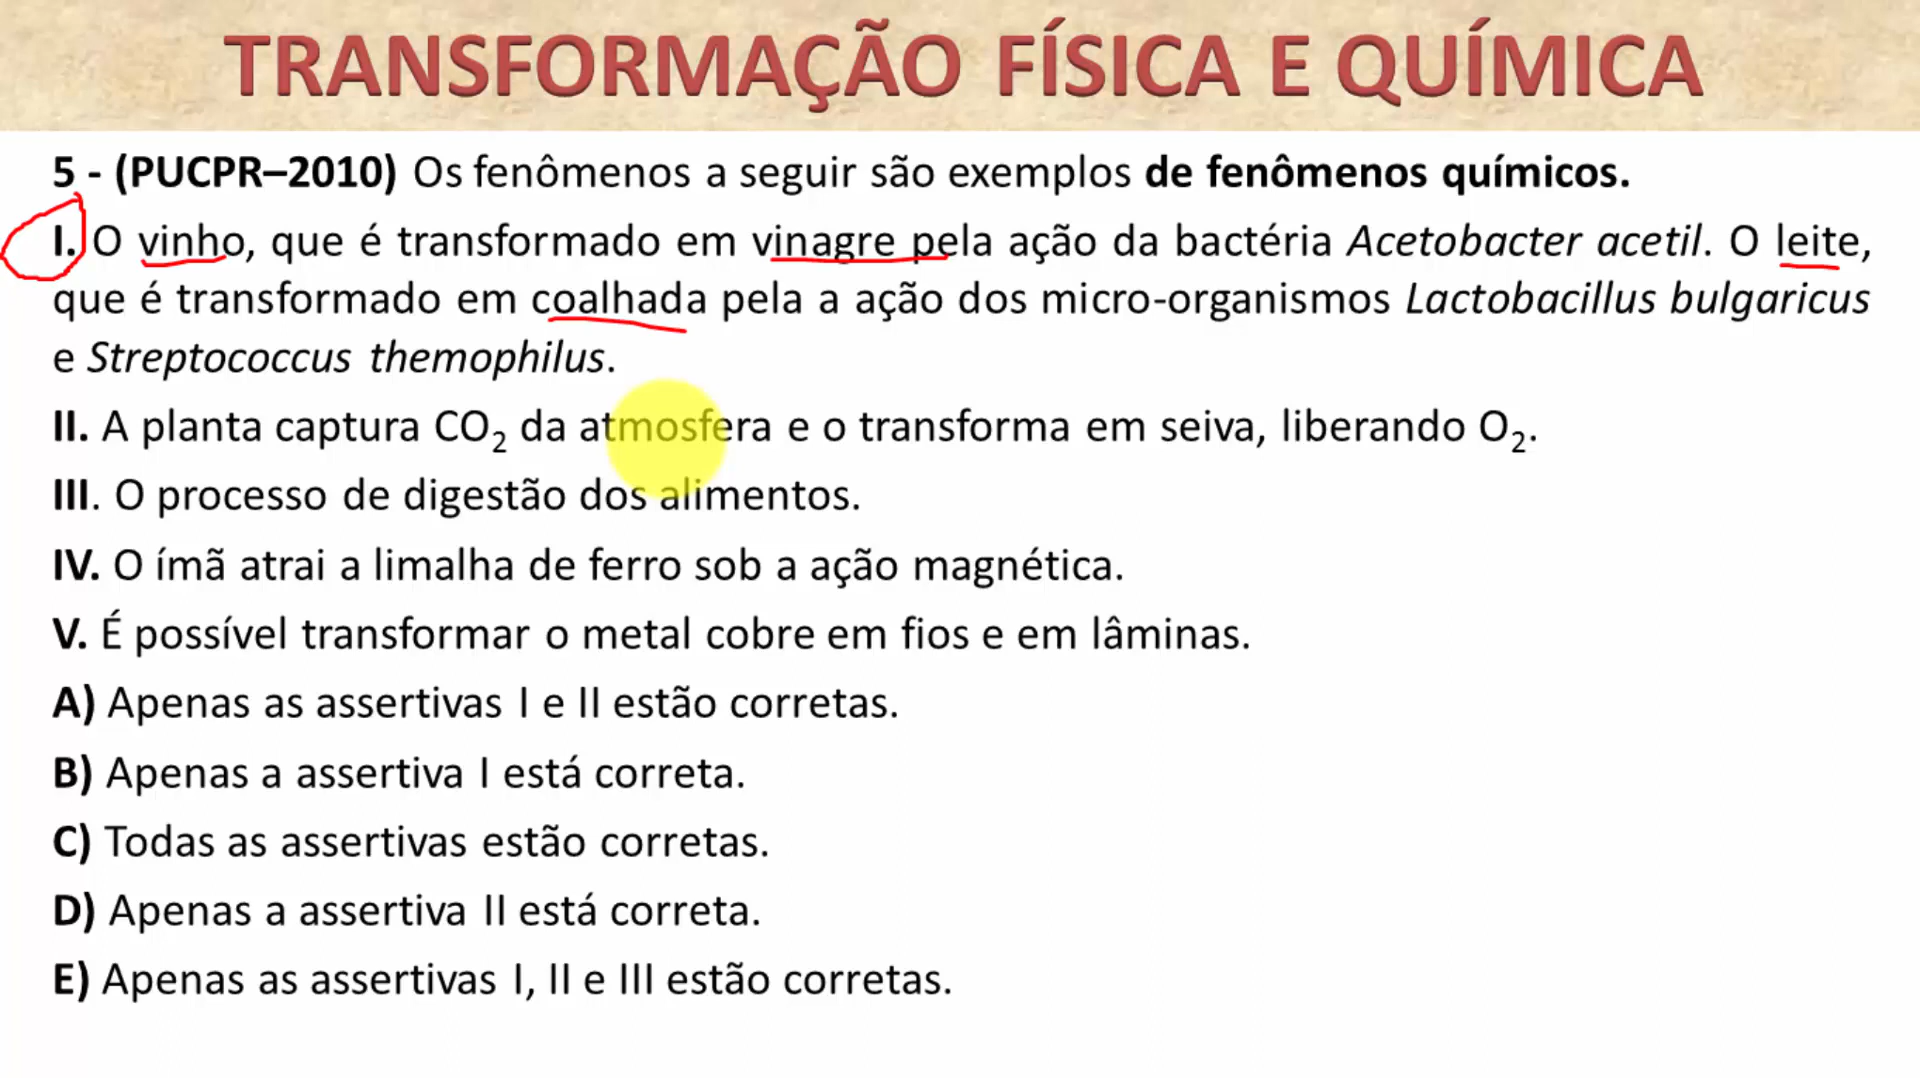 TRANSFORMAÇÃO FÍSICA E QUÍMICA
5 - (PUCPR–2010) Os fenômenos a seguir são exemplos de fenômenos químicos.
I. O vinho, que é transformado em vinagre pela ação da bactéria Acetobacter acetil. O leite,
que é transformado em coalhada pela a ação dos micro-organismos Lactobacillus bulgaricus
e Streptococcus themophilus.
II. A planta captura CO₂ da atmosfera e o transforma em seiva, liberando O₂.
III. O processo de digestão dos alimentos.
IV. O ímã atrai a limalha de ferro sob a ação magnética.
V. É possível transformar o metal cobre em fios e em lâminas.
A) Apenas as assertivas I e II estão corretas.
B) Apenas a assertiva I está correta.
C) Todas as assertivas estão corretas.
D) Apenas a assertiva II está correta.
E) Apenas as assertivas I, II e III estão corretas.